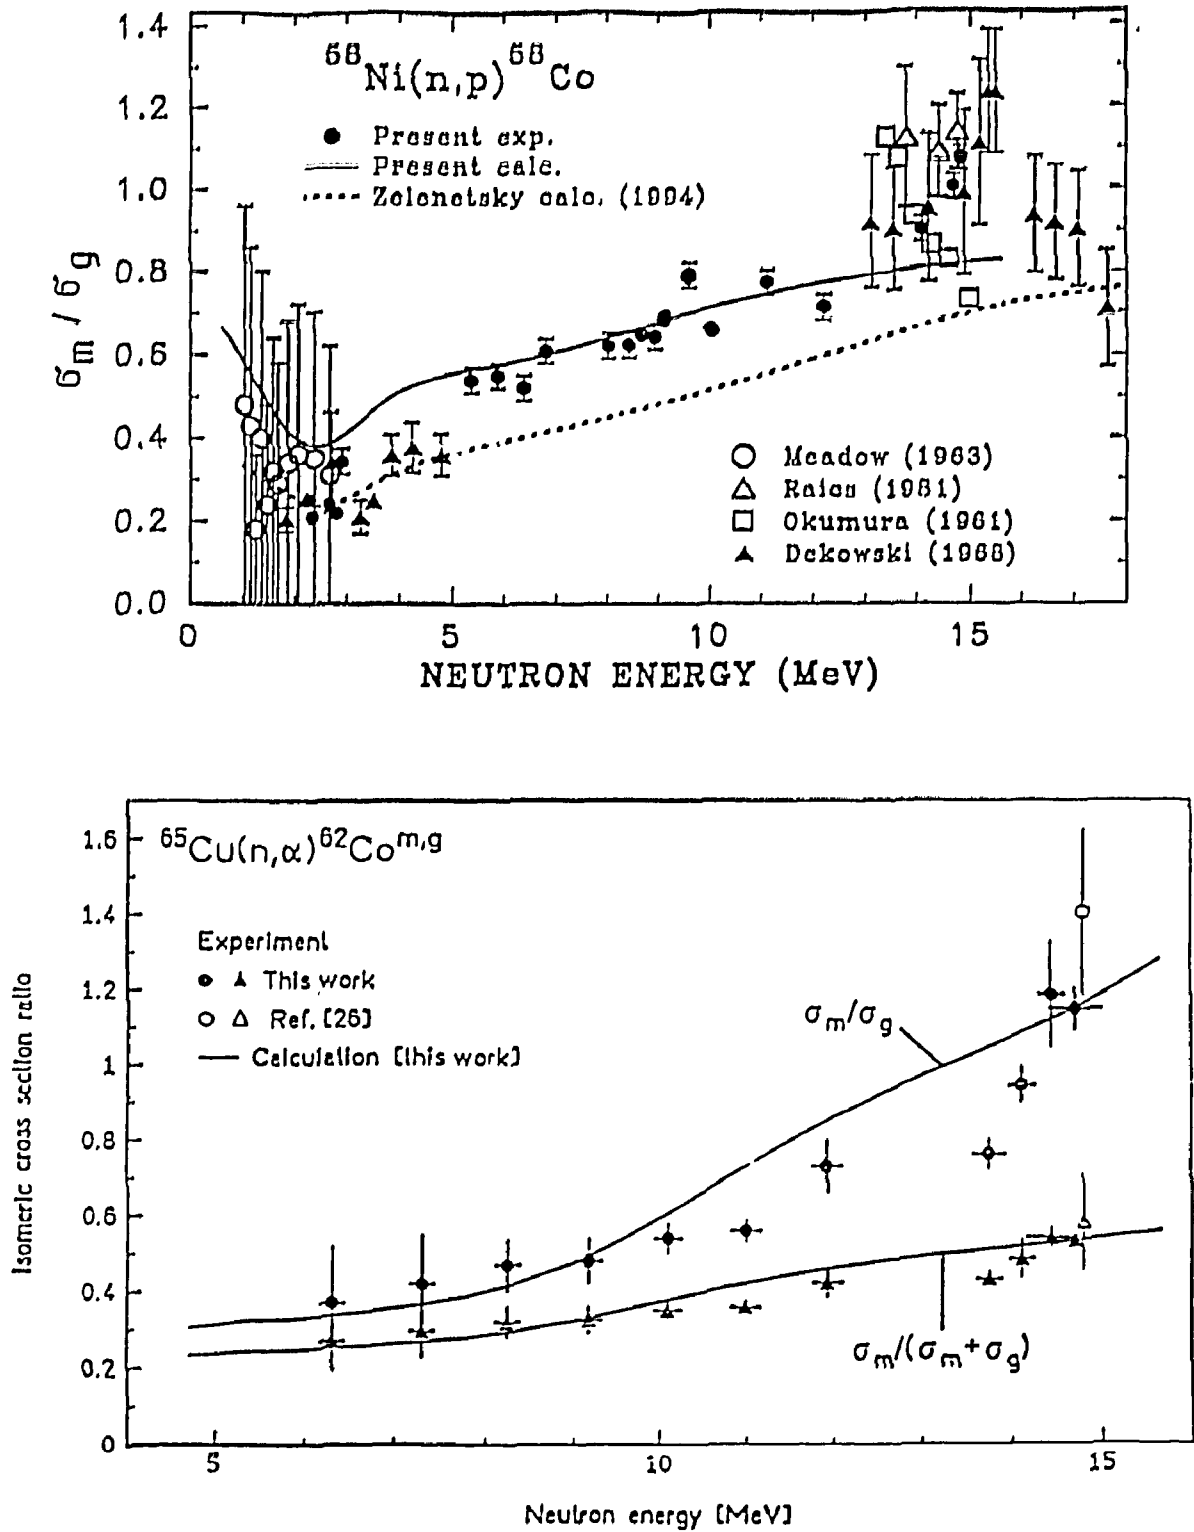 1.4
1.2
1.0
0.8
0.6
0.4
0.2
0.0
σm / σg
⁵⁸Ni(n,p)⁵⁸Co
Present exp.
Present calc.
Zelenetsky calc. (1994)
Meadow (1963)
Raics (1981)
Okumura (1961)
Dekowski (1968)
0 5 10 15
NEUTRON ENERGY (MeV)
1.6
1.4
1.2
1
0.8
0.6
0.4
0.2
0
Isomeric cross section ratio
⁶⁵Cu(n,α)⁶²Coᵐ,ᵍ
Experiment
This work
Ref. [26]
Calculation [this work]
σm/σg
σm/(σm+σg)
5 10 15
Neutron energy [MeV]